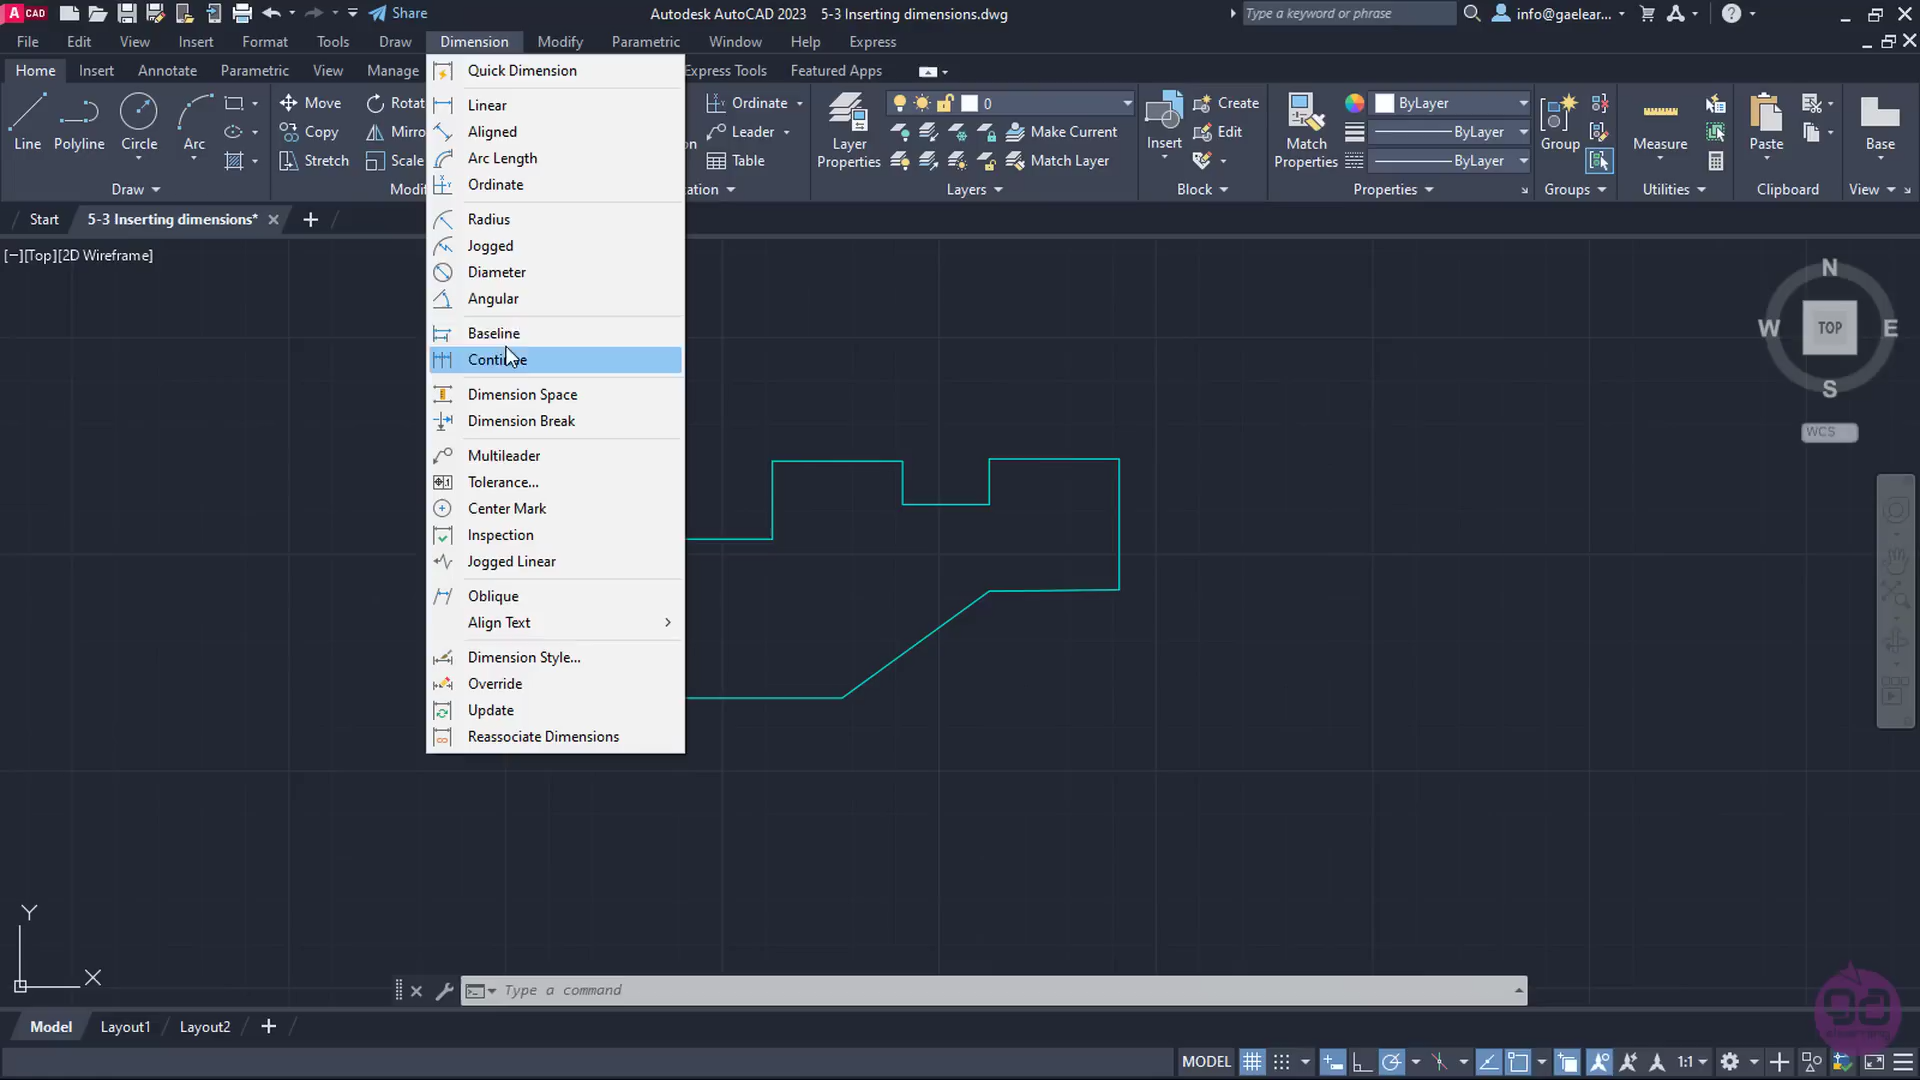 A CAD Share Autodesk AutoCAD 2023 5-3 Inserting dimensions.dwg Type a keyword or phrase info@gaelear...
File Edit View Insert Format Tools Draw Dimension Modify Parametric Window Help Express
Home Insert Annotate Parametric View Manage Express Tools Featured Apps
Line Polyline Circle Arc
Move Rotat
Copy Mirro
Stretch Scale
Draw Modif
Ordinate
Leader
Table
Layer Properties
0
Make Current
Match Layer
Layers
Insert
Create
Edit
Block
Match Properties
ByLayer
ByLayer
ByLayer
Properties
Group
Groups
Measure
Utilities
Paste
Clipboard
Base
View
Start 5-3 Inserting dimensions*
[−][Top][2D Wireframe]
Quick Dimension
Linear
Aligned
Arc Length
Ordinate
Radius
Jogged
Diameter
Angular
Baseline
Continue
Dimension Space
Dimension Break
Multileader
Tolerance...
Center Mark
Inspection
Jogged Linear
Oblique
Align Text
Dimension Style...
Override
Update
Reassociate Dimensions
N
W TOP E
S
WCS
Y
X
Type a command
Model Layout1 Layout2
MODEL 1:1